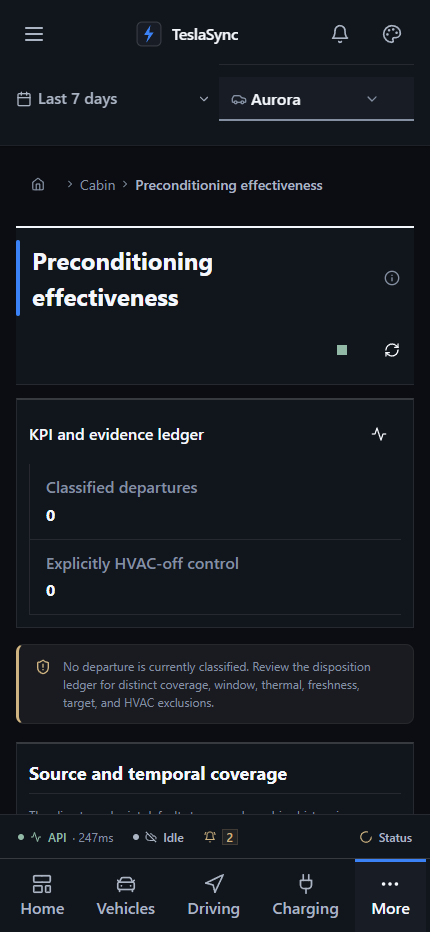 TeslaSync
Last 7 days
Aurora
Cabin
Preconditioning effectiveness
Preconditioning
effectiveness
KPI and evidence ledger
Classified departures
0
Explicitly HVAC-off control
0
No departure is currently classified. Review the disposition
ledger for distinct coverage, window, thermal, freshness,
target, and HVAC exclusions.
Source and temporal coverage
API · 247ms
Idle
2
Status
Home
Vehicles
Driving
Charging
More